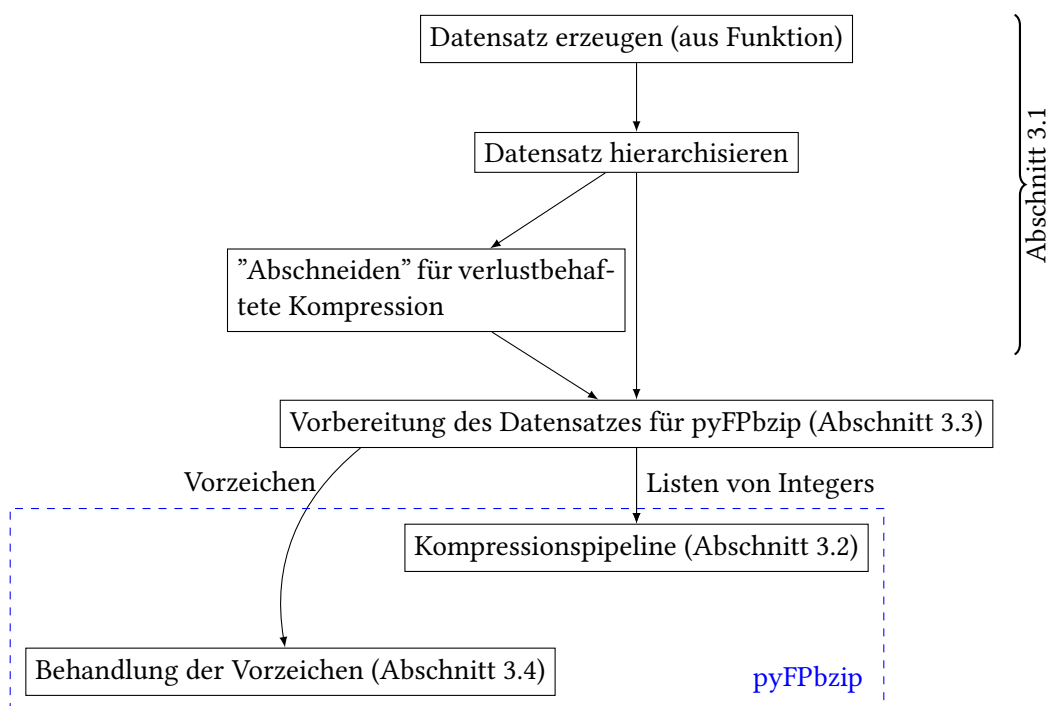 Datensatz erzeugen (aus Funktion)
Abschnitt 3.1
Datensatz hierarchisieren
”Abschneiden” für verlustbehaf-
tete Kompression
Vorbereitung des Datensatzes für pyFPbzip (Abschnitt 3.3)
Vorzeichen
Listen von Integers
Kompressionspipeline (Abschnitt 3.2)
Behandlung der Vorzeichen (Abschnitt 3.4)
pyFPbzip